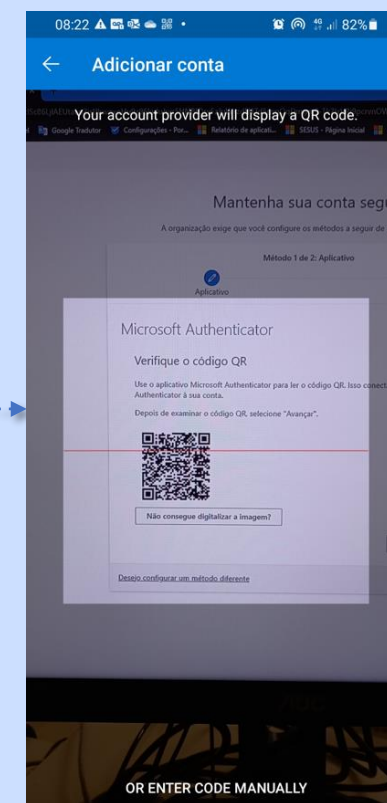 08:22
4G
82%
Adicionar conta
Your account provider will display a QR code.
Google Tradutor Configurações - Por... Relatório de aplicati... SESUS - Página Inicial
Mantenha sua conta segu
A organização exige que você configure os métodos a seguir de
Método 1 de 2: Aplicativo
Aplicativo
Microsoft Authenticator
Verifique o código QR
Use o aplicativo Microsoft Authenticator para ler o código QR. Isso conect
Authenticator à sua conta.
Depois de examinar o código QR, selecione "Avançar".
Não consegue digitalizar a imagem?
Desejo configurar um método diferente
OR ENTER CODE MANUALLY